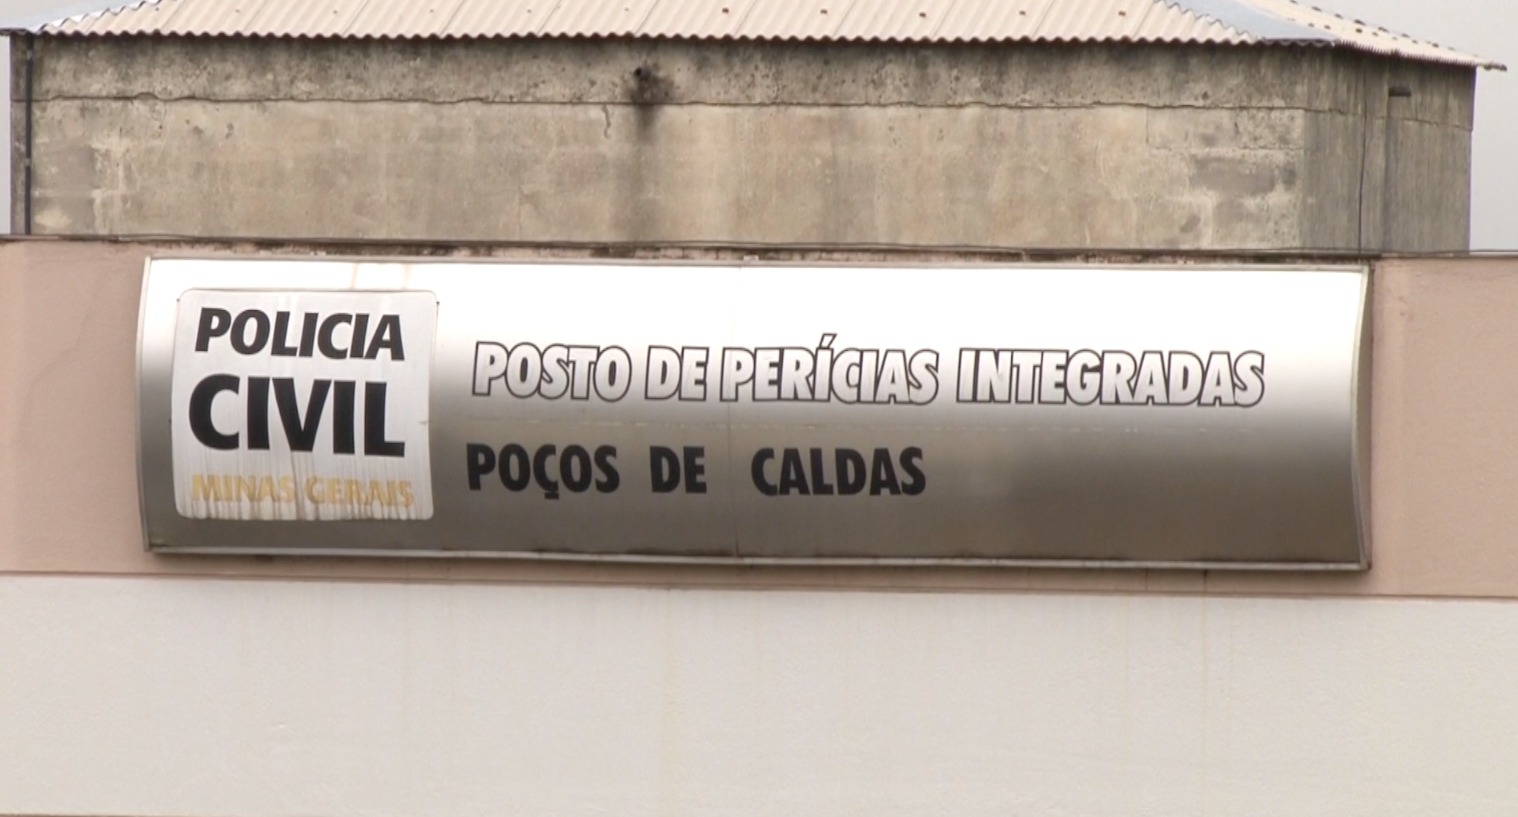 POLICIA
CIVIL
MINAS GERAIS
POSTO DE PERÍCIAS INTEGRADAS
POÇOS DE CALDAS